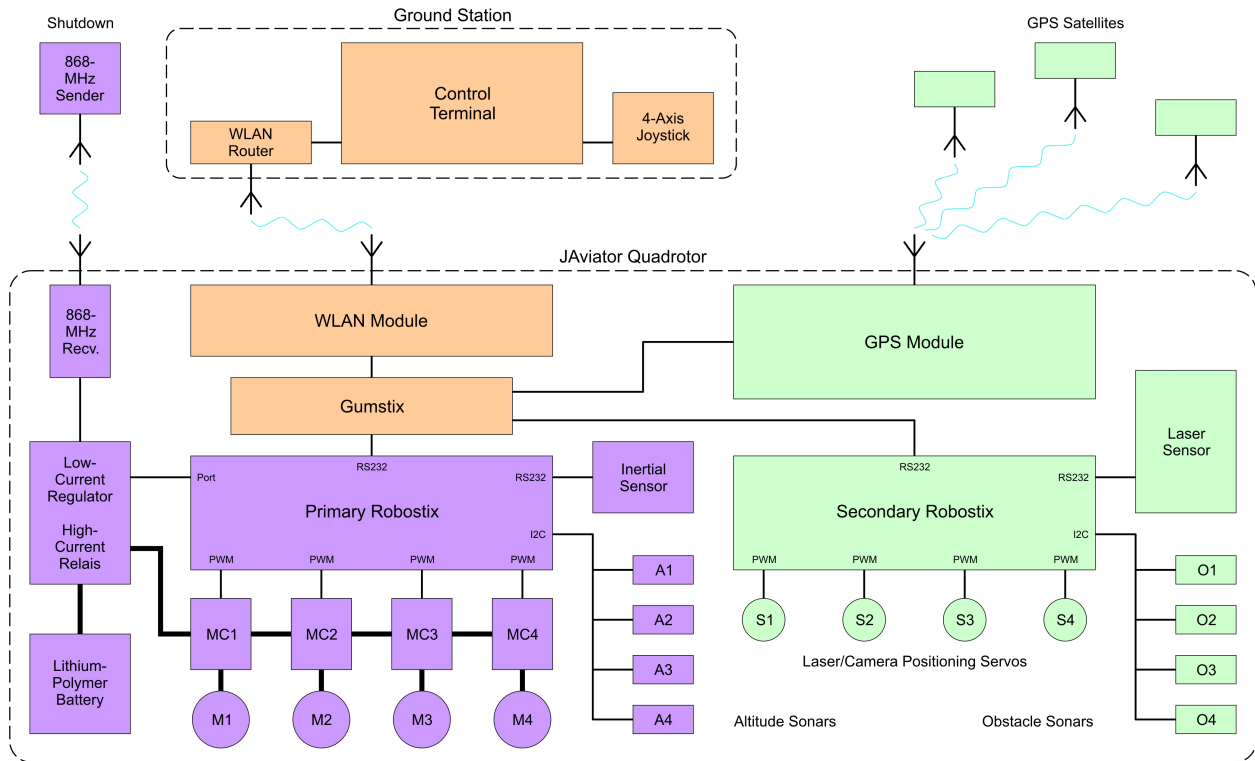 Shutdown
868-
MHz
Sender
Ground Station
Control
Terminal
WLAN
Router
4-Axis
Joystick
GPS Satellites
JAviator Quadrotor
868-
MHz
Recv.
WLAN Module
GPS Module
Gumstix
Low-
Current
Regulator
High-
Current
Relais
Lithium-
Polymer
Battery
RS232
Port
RS232
Primary Robostix
I2C
PWM
PWM
PWM
PWM
Inertial
Sensor
MC1
MC2
MC3
MC4
M1
M2
M3
M4
A1
A2
A3
A4
Altitude Sonars
RS232
RS232
Secondary Robostix
I2C
PWM
PWM
PWM
PWM
Laser
Sensor
S1
S2
S3
S4
Laser/Camera Positioning Servos
O1
O2
O3
O4
Obstacle Sonars